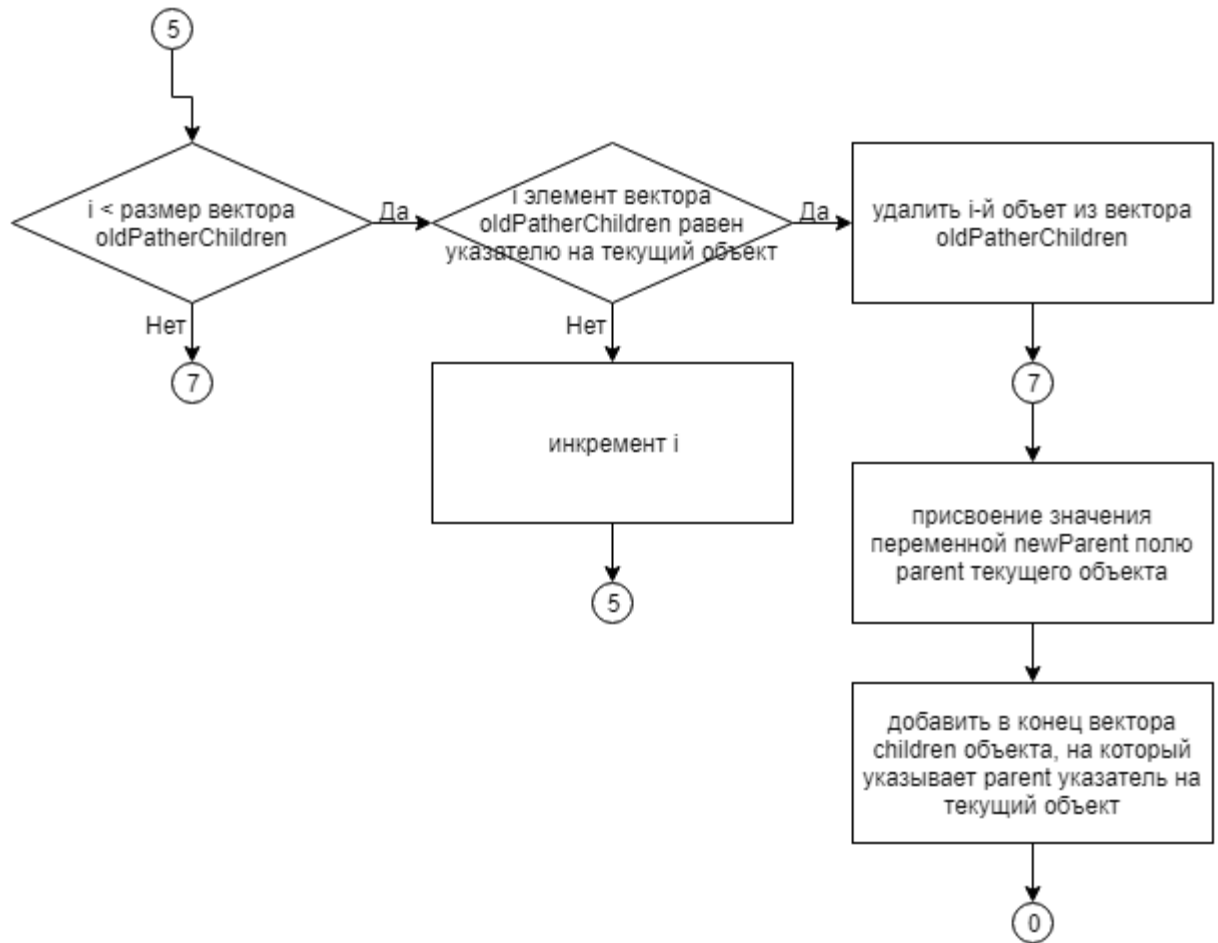 5
i < размер вектора
oldPatherChildren
Да
i элемент вектора
oldPatherChildren равен
указателю на текущий объект
Да
удалить i-й объет из вектора
oldPatherChildren
Нет
7
Нет
инкремент i
5
7
присвоение значения
переменной newParent полю
parent текущего объекта
добавить в конец вектора
children объекта, на который
указывает parent указатель на
текущий объект
0